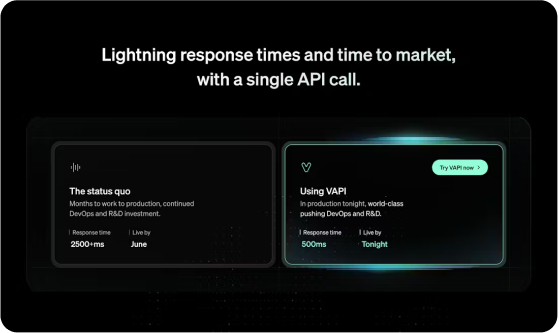 Lightning response times and time to market,
with a single API call.
The status quo
Months to work to production, continued
DevOps and R&D investment.
Response time
Live by
2500+ms
June
Try VAPI now
Using VAPI
In production tonight, world-class
pushing DevOps and R&D.
Response time
Live by
500ms
Tonight